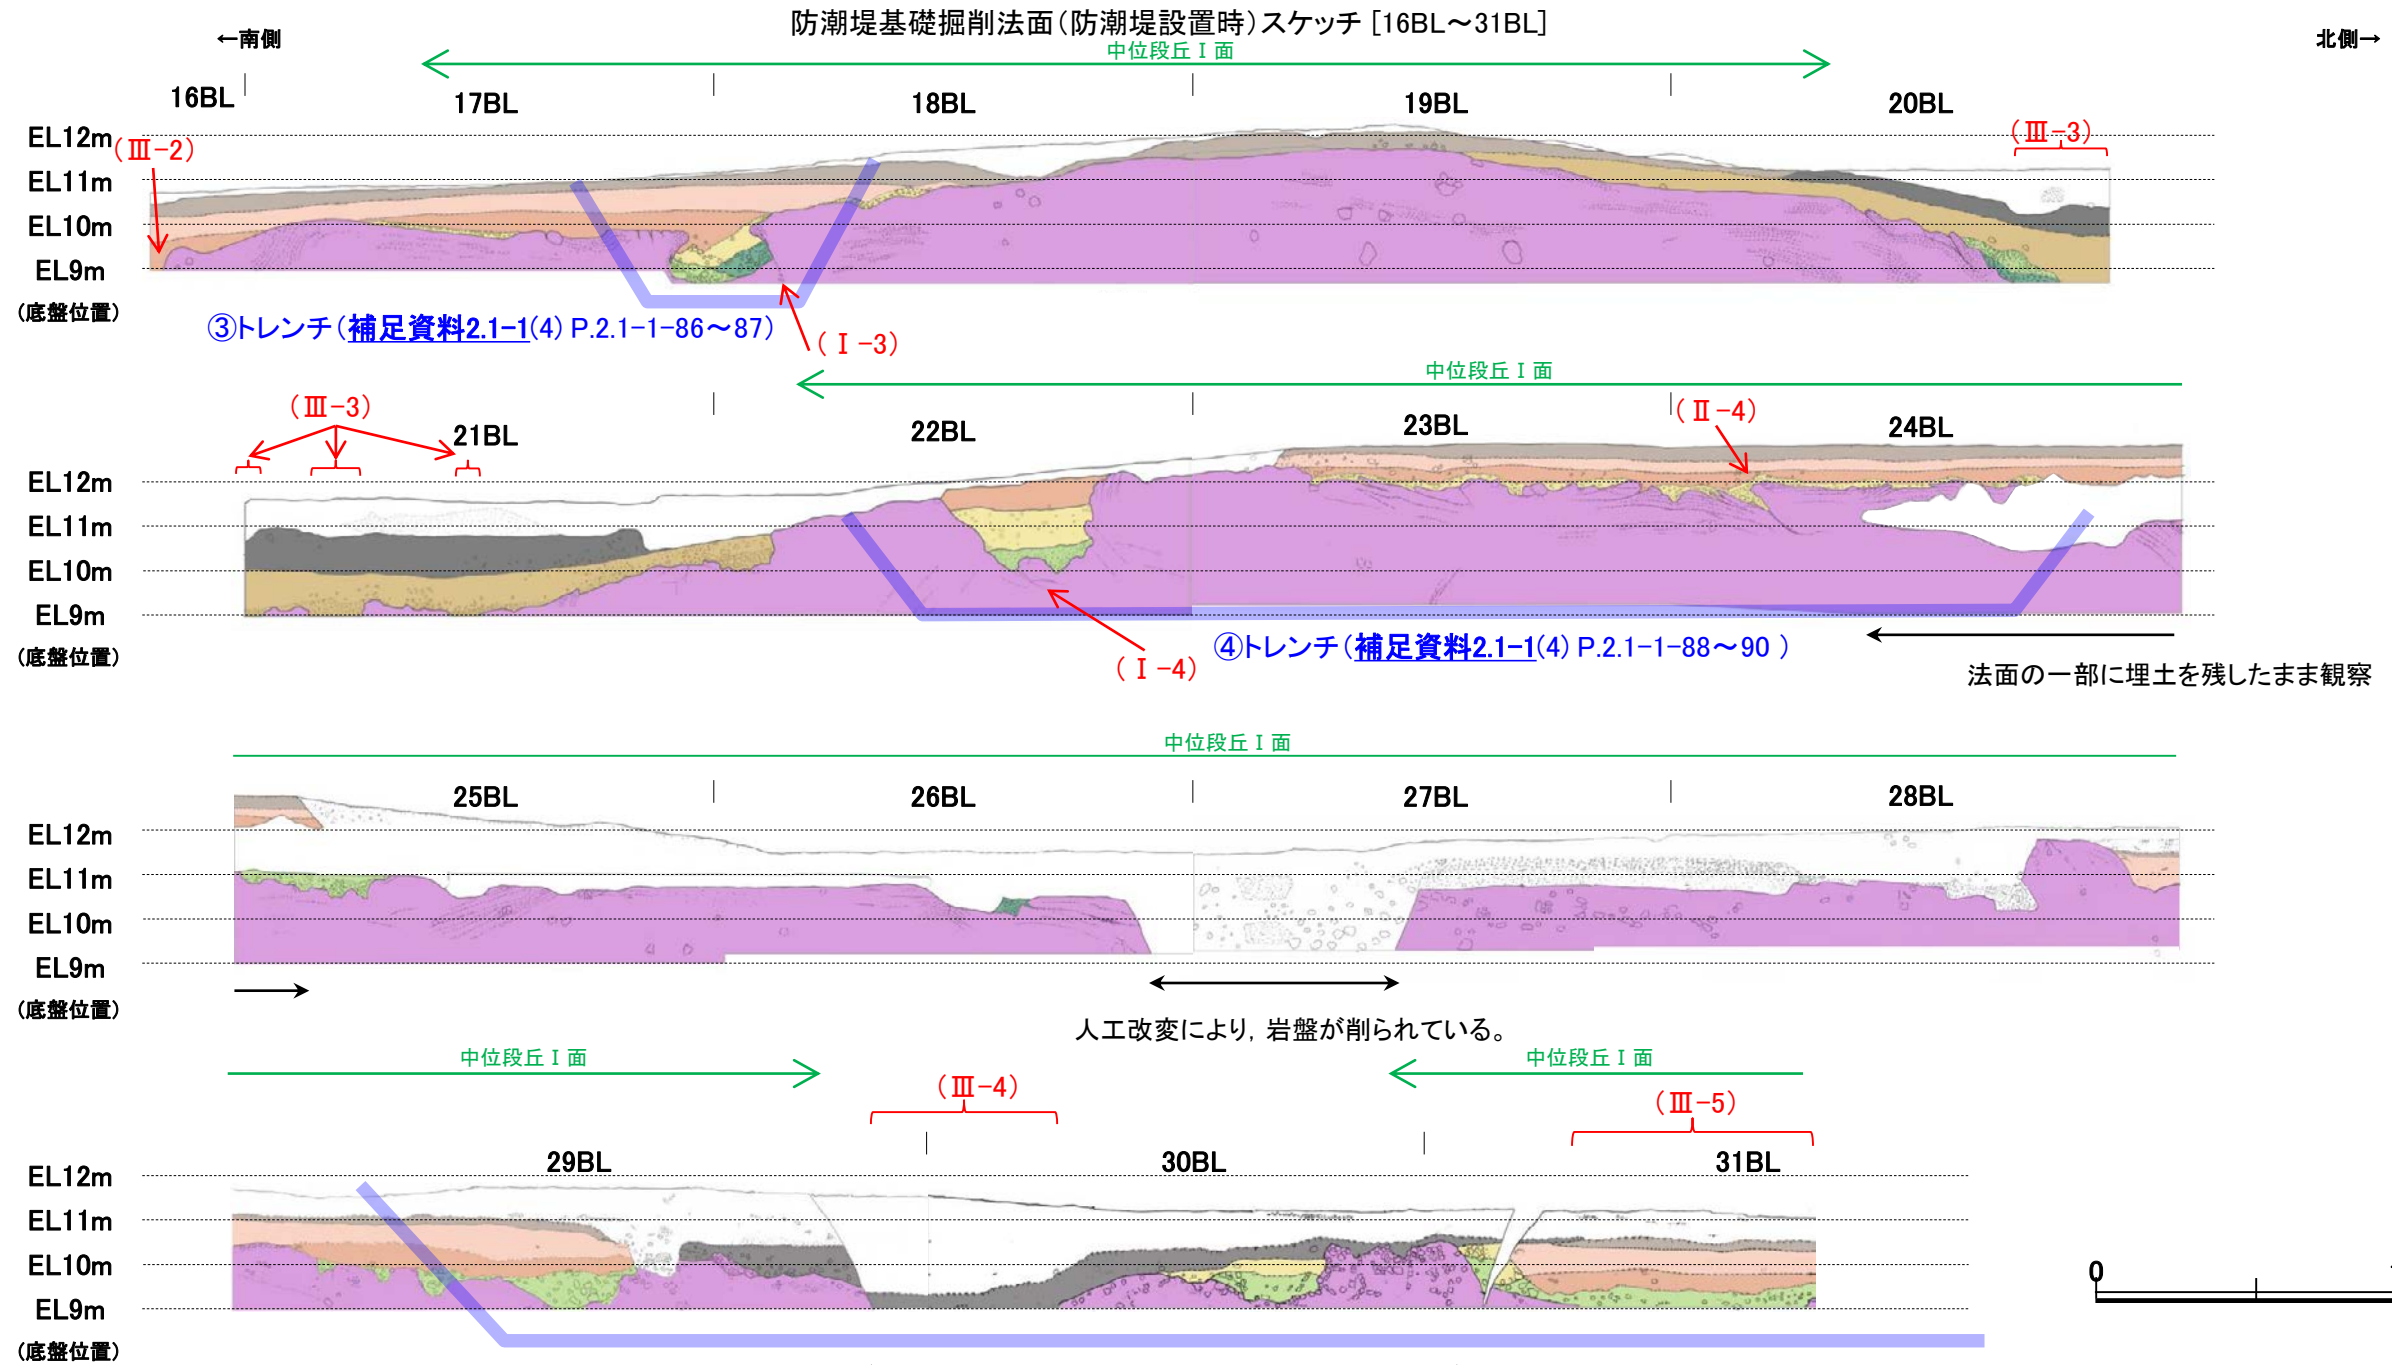 防潮堤基礎掘削法面(防潮堤設置時)スケッチ [16BL～31BL]
←南側
北側→
中位段丘Ⅰ面
16BL
17BL
18BL
19BL
20BL
(Ⅲ-2)
(Ⅲ-3)
EL12m
EL11m
EL10m
EL9m
(底盤位置)
③トレンチ(補足資料2.1-1(4) P.2.1-1-86～87)
(Ⅰ-3)
中位段丘Ⅰ面
(Ⅲ-3)
21BL
22BL
23BL
(Ⅱ-4)
24BL
EL12m
EL11m
EL10m
EL9m
(底盤位置)
(Ⅰ-4)
④トレンチ(補足資料2.1-1(4) P.2.1-1-88～90 )
法面の一部に埋土を残したまま観察
中位段丘Ⅰ面
25BL
26BL
27BL
28BL
EL12m
EL11m
EL10m
EL9m
(底盤位置)
人工改変により, 岩盤が削られている。
中位段丘Ⅰ面
中位段丘Ⅰ面
(Ⅲ-4)
(Ⅲ-5)
29BL
30BL
31BL
EL12m
EL11m
EL10m
EL9m
(底盤位置)
0